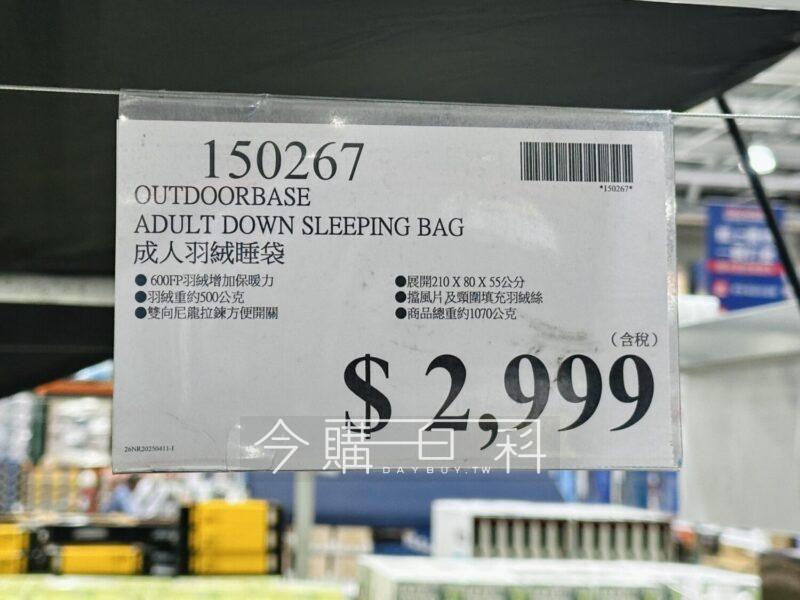 150267
*150267*
OUTDOORBASE
ADULT DOWN SLEEPING BAG
成人羽絨睡袋
●600FP羽絨增加保暖力
●羽絨重約500公克
●雙向尼龍拉鍊方便開關
●展開210 X 80 X 55公分
●擋風片及頸圍填充羽絨絲
●商品總重約1070公克
(含稅)
$ 2,999
26NR20250411-J
今購百科
DAYBUY.TW